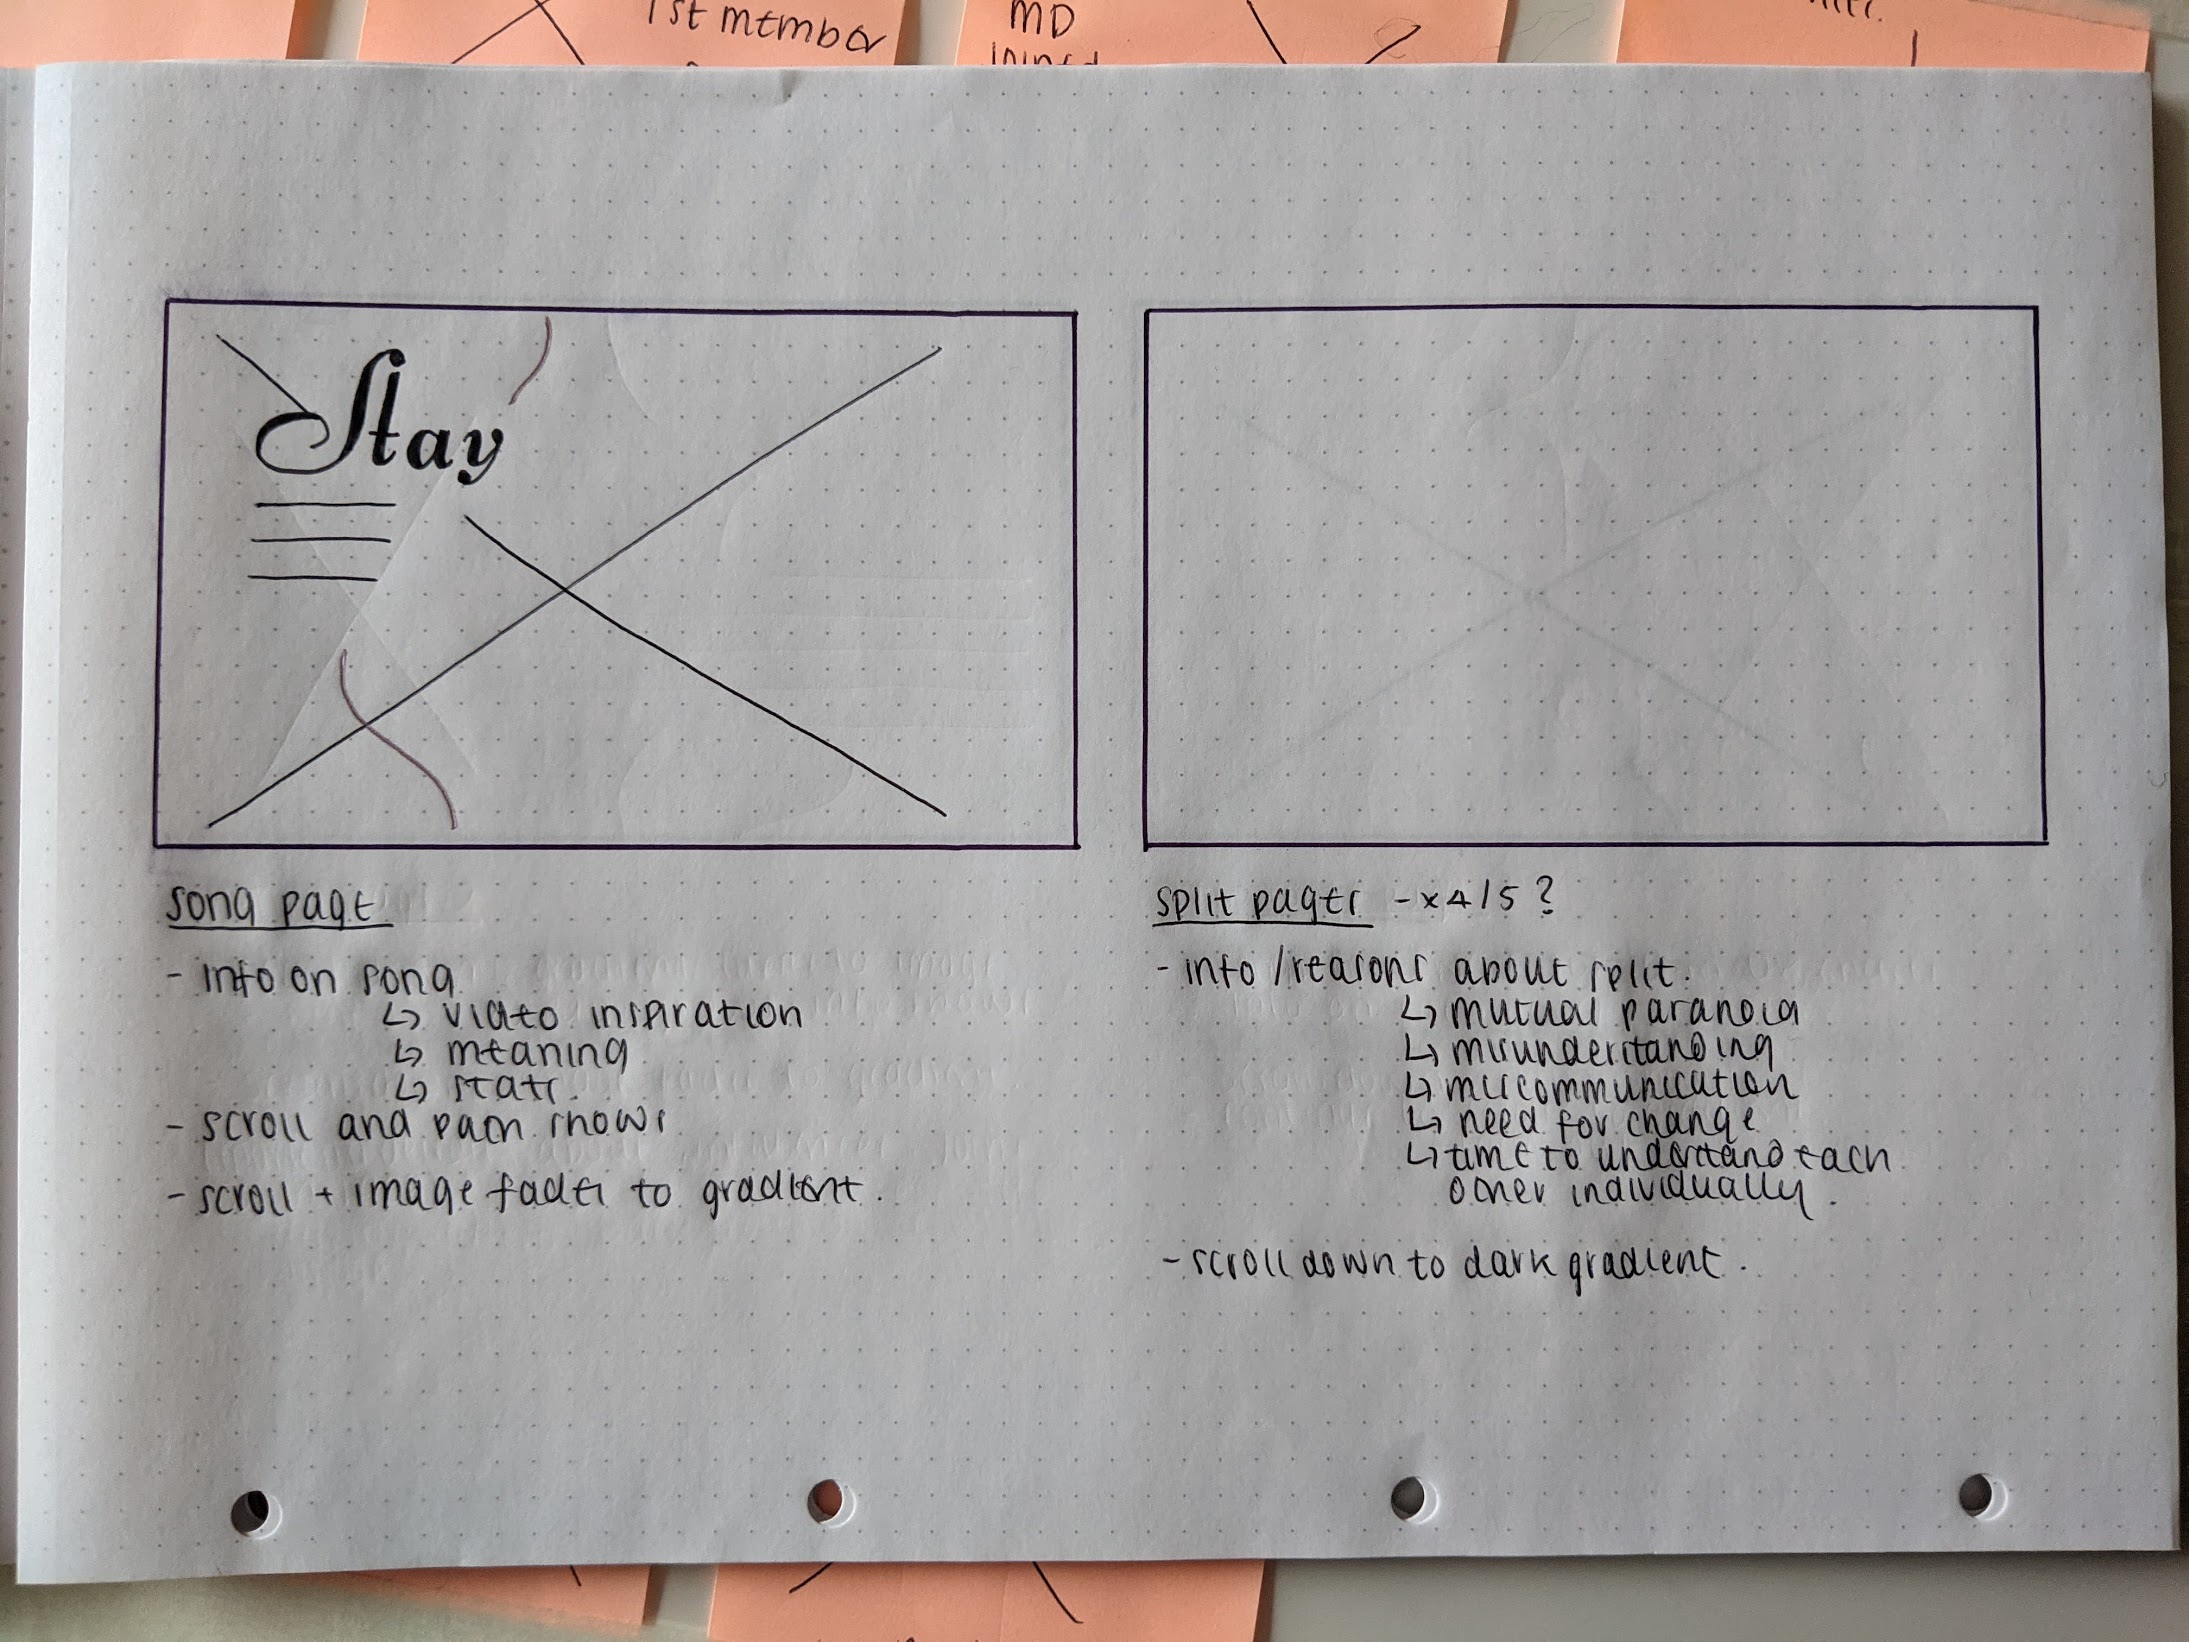 1st member
MD
joined
Stay
song page
- info on song
↳ video inspiration
↳ meaning
↳ stats.
- scroll and path shows
- scroll + image fades to gradient.
split pages - x 4/5 ?
- info/reasons about split.
↳ mutual paranoia
↳ misunderstanding
↳ miscommunication
↳ need for change
↳ time to understand each
other individually.
- scroll down to dark gradient.